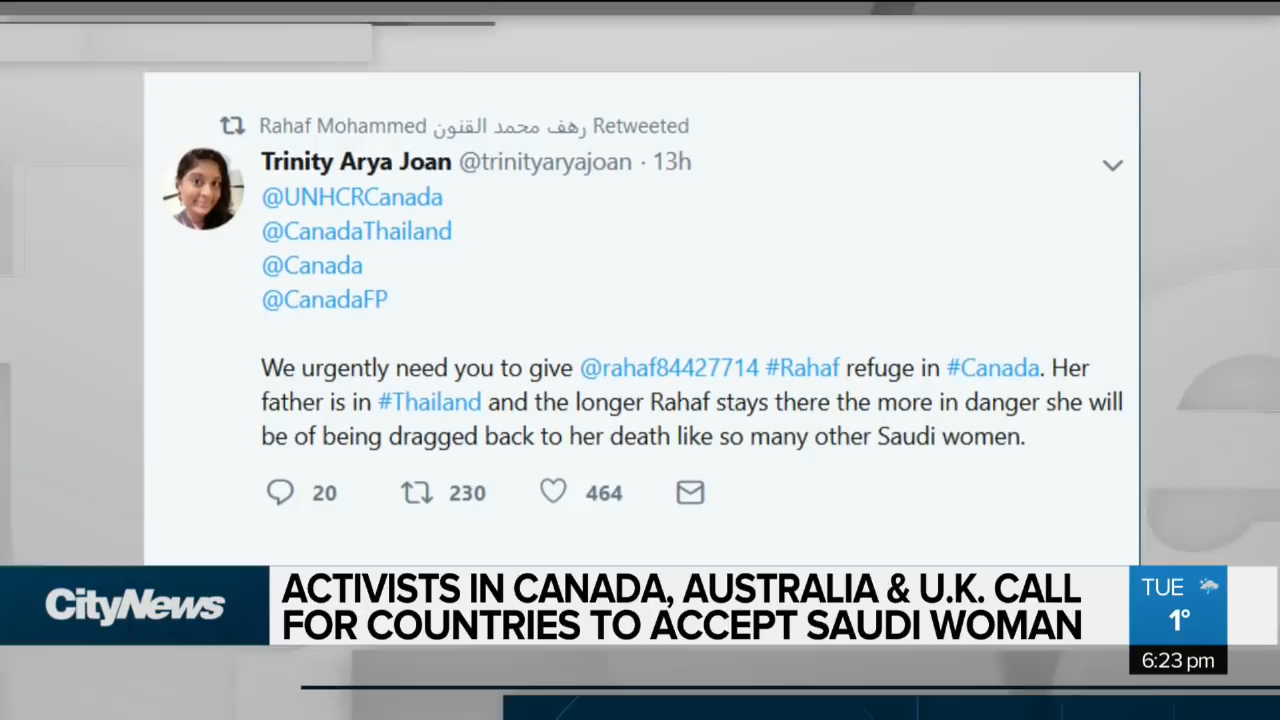 Rahaf Mohammed رهف محمد القنون Retweeted
Trinity Arya Joan @trinityaryajoan · 13h
@UNHCRCanada
@CanadaThailand
@Canada
@CanadaFP
We urgently need you to give @rahaf84427714 #Rahaf refuge in #Canada. Her
father is in #Thailand and the longer Rahaf stays there the more in danger she will
be of being dragged back to her death like so many other Saudi women.
20 230 464
CityNews
ACTIVISTS IN CANADA, AUSTRALIA & U.K. CALL
FOR COUNTRIES TO ACCEPT SAUDI WOMAN
TUE
1°
6:23 pm